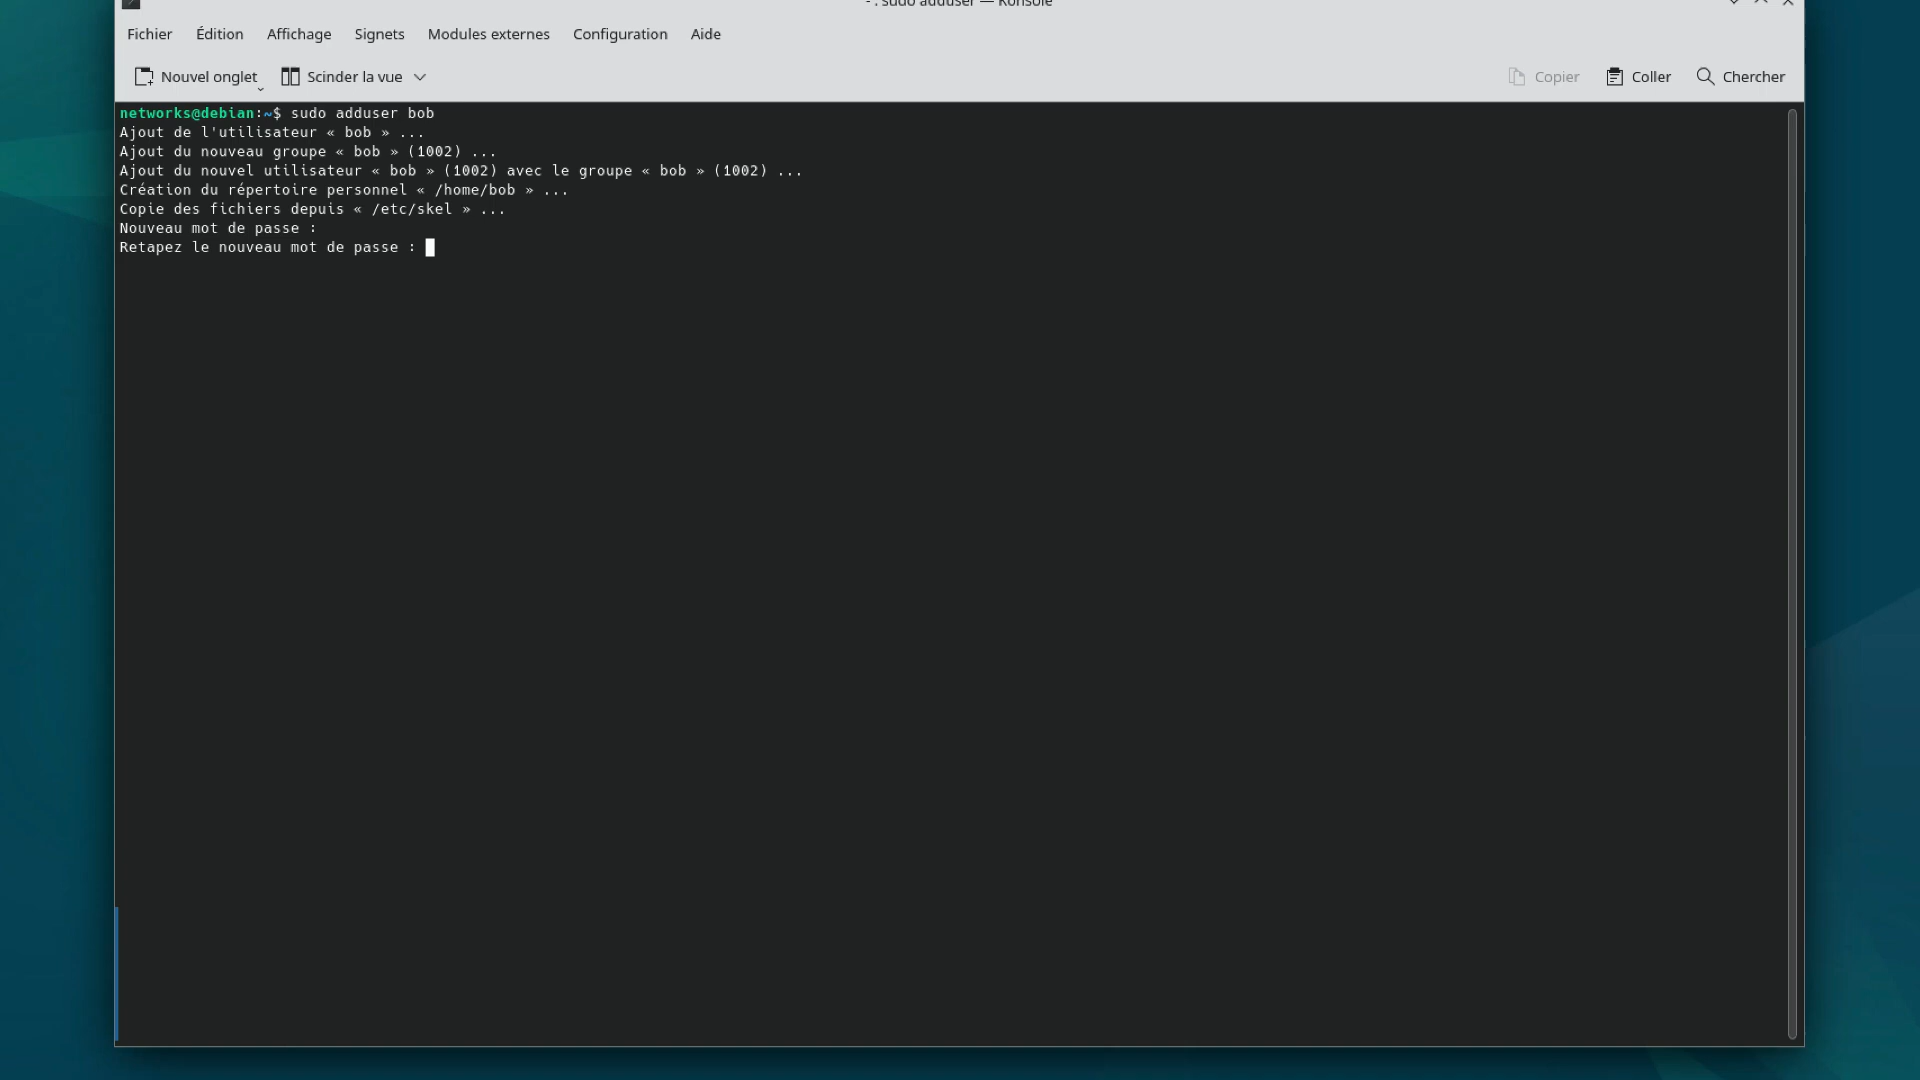 - : sudo adduser — Konsole
Fichier Édition Affichage Signets Modules externes Configuration Aide
Nouvel onglet Scinder la vue Copier Coller Chercher
networks@debian:~$ sudo adduser bob
Ajout de l'utilisateur « bob » ...
Ajout du nouveau groupe « bob » (1002) ...
Ajout du nouvel utilisateur « bob » (1002) avec le groupe « bob » (1002) ...
Création du répertoire personnel « /home/bob » ...
Copie des fichiers depuis « /etc/skel » ...
Nouveau mot de passe :
Retapez le nouveau mot de passe :